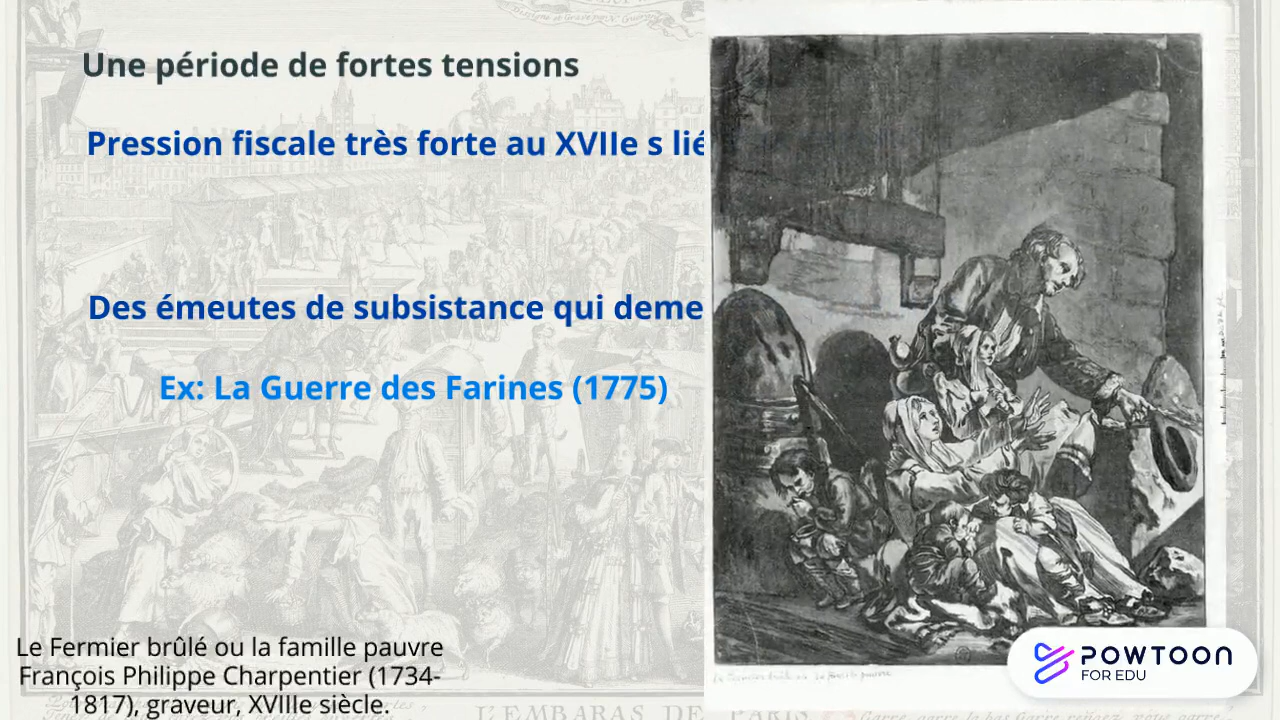 Une période de fortes tensions
Pression fiscale très forte au XVIIe s lié
Des émeutes de subsistance qui deme
Ex: La Guerre des Farines (1775)
Le Fermier brûlé ou la famille pauvre
François Philippe Charpentier (1734-
1817), graveur, XVIIIe siècle.
POWTOON
FOR EDU
L'EMBARAS DE PARIS